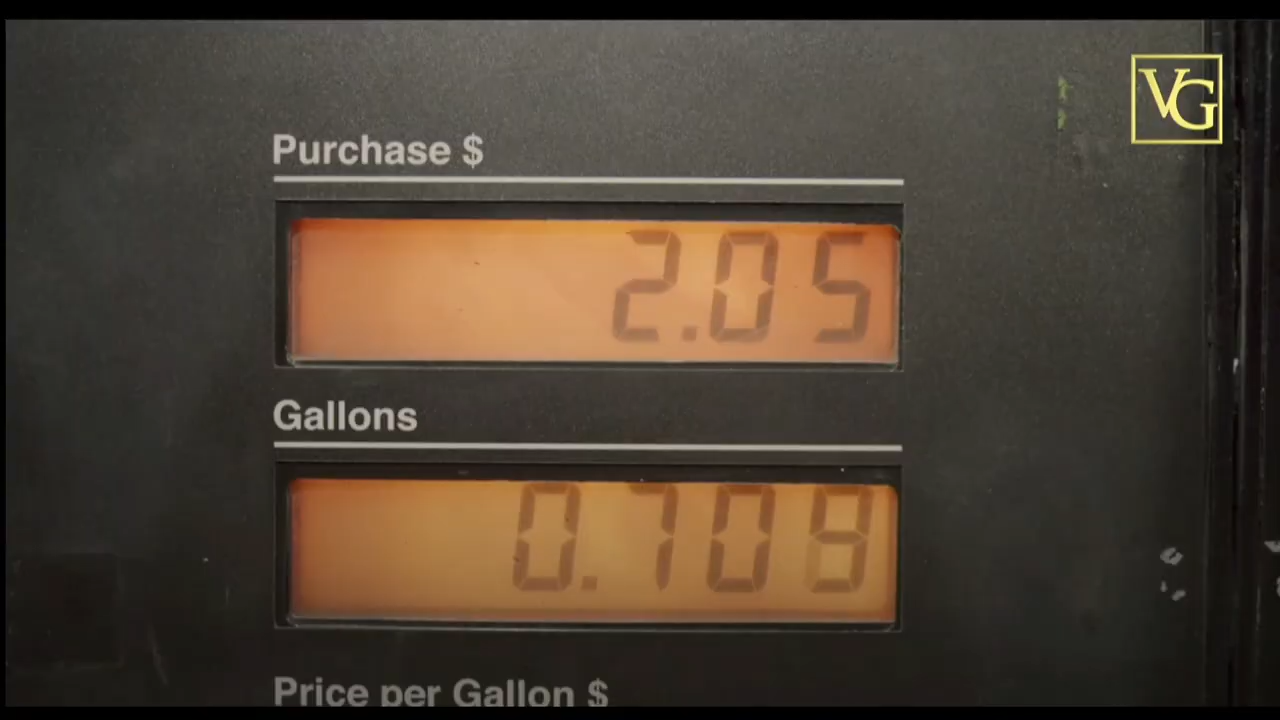 VG
Purchase $
2.05
Gallons
0.708
Price per Gallon $